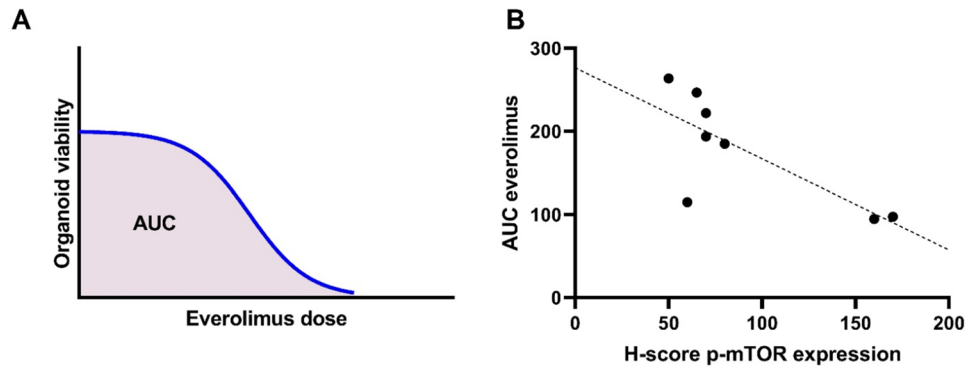 A
Organoid viability
AUC
Everolimus dose
B
AUC everolimus
300
200
100
0
0 50 100 150 200
H-score p-mTOR expression